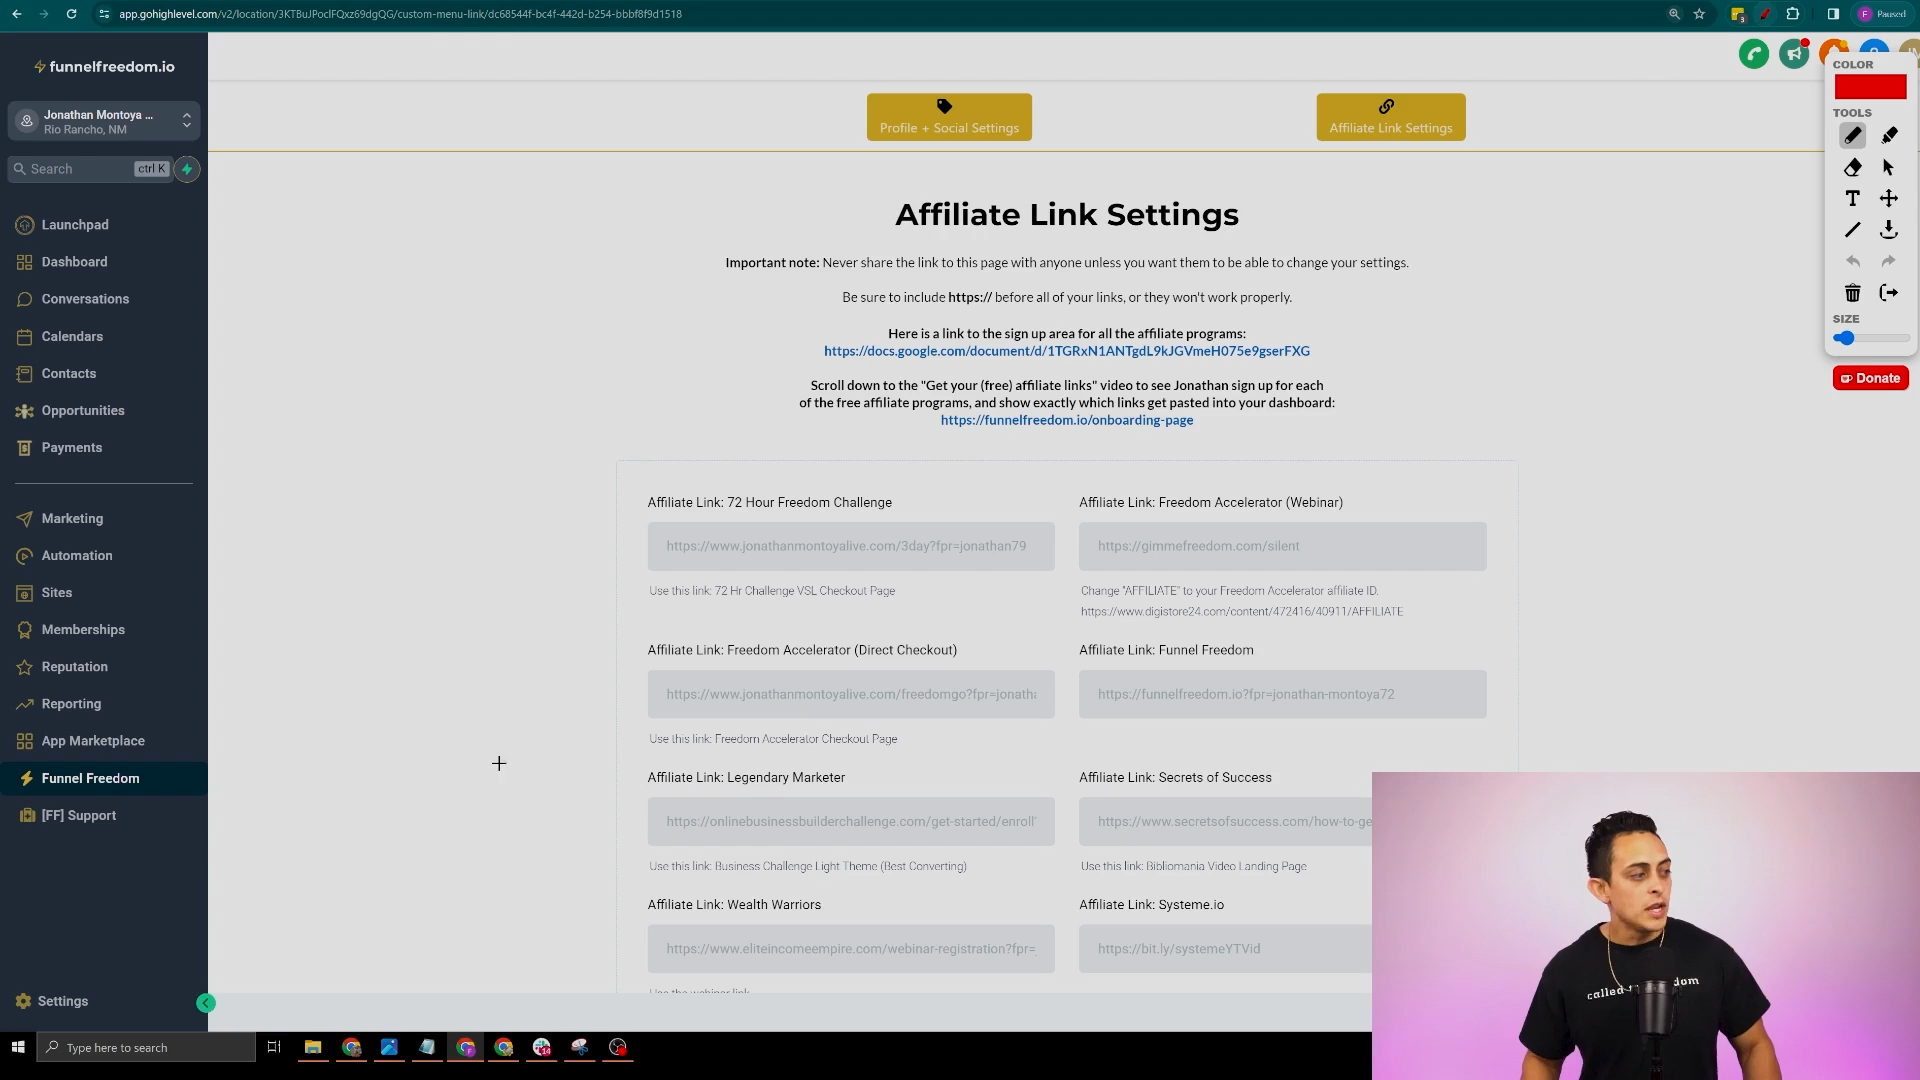 app.gohighlevel.com/v2/location/3KTBuJPoclFQxz69dgQG/custom-menu-link/dc68544f-bc4f-442d-b254-bbbf8f9d1518
3
F
Paused
funnelfreedom.io
Jonathan Montoya ...
Rio Rancho, NM
Search
ctrl K
Launchpad
Dashboard
Conversations
Calendars
Contacts
Opportunities
Payments
Marketing
Automation
Sites
Memberships
Reputation
Reporting
App Marketplace
Funnel Freedom
[FF] Support
Settings
Profile + Social Settings
Affiliate Link Settings
Affiliate Link Settings
Important note: Never share the link to this page with anyone unless you want them to be able to change your settings.
Be sure to include https:// before all of your links, or they won't work properly.
Here is a link to the sign up area for all the affiliate programs:
https://docs.google.com/document/d/1TGRxN1ANTgdL9kJGVmeH075e9gserFXG
Scroll down to the "Get your (free) affiliate links" video to see Jonathan sign up for each
of the free affiliate programs, and show exactly which links get pasted into your dashboard:
https://funnelfreedom.io/onboarding-page
Affiliate Link: 72 Hour Freedom Challenge
https://www.jonathanmontoyalive.com/3day?fpr=jonathan79
Use this link: 72 Hr Challenge VSL Checkout Page
Affiliate Link: Freedom Accelerator (Webinar)
https://gimmefreedom.com/silent
Change "AFFILIATE" to your Freedom Accelerator affiliate ID.
https://www.digistore24.com/content/472416/40911/AFFILIATE
Affiliate Link: Freedom Accelerator (Direct Checkout)
https://www.jonathanmontoyalive.com/freedomgo?fpr=jonatha
Use this link: Freedom Accelerator Checkout Page
Affiliate Link: Funnel Freedom
https://funnelfreedom.io?fpr=jonathan-montoya72
Affiliate Link: Legendary Marketer
https://onlinebusinessbuilderchallenge.com/get-started/enroll
Use this link: Business Challenge Light Theme (Best Converting)
Affiliate Link: Secrets of Success
https://www.secretsofsuccess.com/how-to-ge
Use this link: Bibliomania Video Landing Page
Affiliate Link: Wealth Warriors
https://www.eliteincomeempire.com/webinar-registration?fpr=
Use the webinar link
Affiliate Link: Systeme.io
https://bit.ly/systemeYTVid
COLOR
TOOLS
T
SIZE
Donate
Type here to search
14